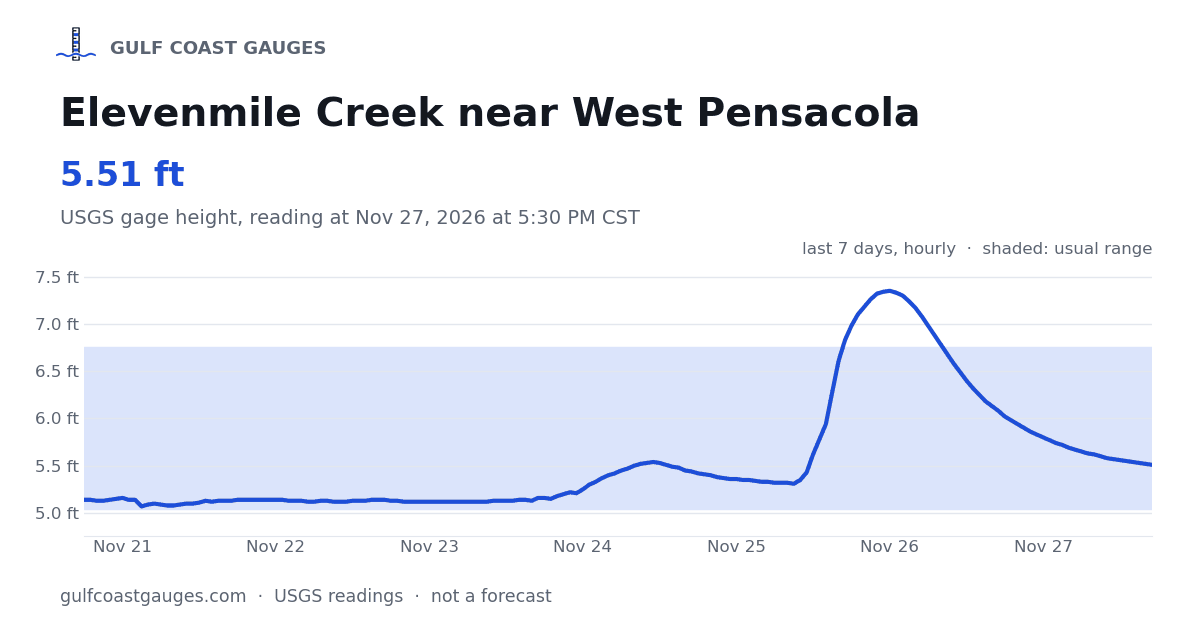 GULF COAST GAUGES
Elevenmile Creek near West Pensacola
5.51 ft
USGS gage height, reading at Nov 27, 2026 at 5:30 PM CST
last 7 days, hourly · shaded: usual range
7.5 ft
7.0 ft
6.5 ft
6.0 ft
5.5 ft
5.0 ft
Nov 21 Nov 22 Nov 23 Nov 24 Nov 25 Nov 26 Nov 27
gulfcoastgauges.com · USGS readings · not a forecast